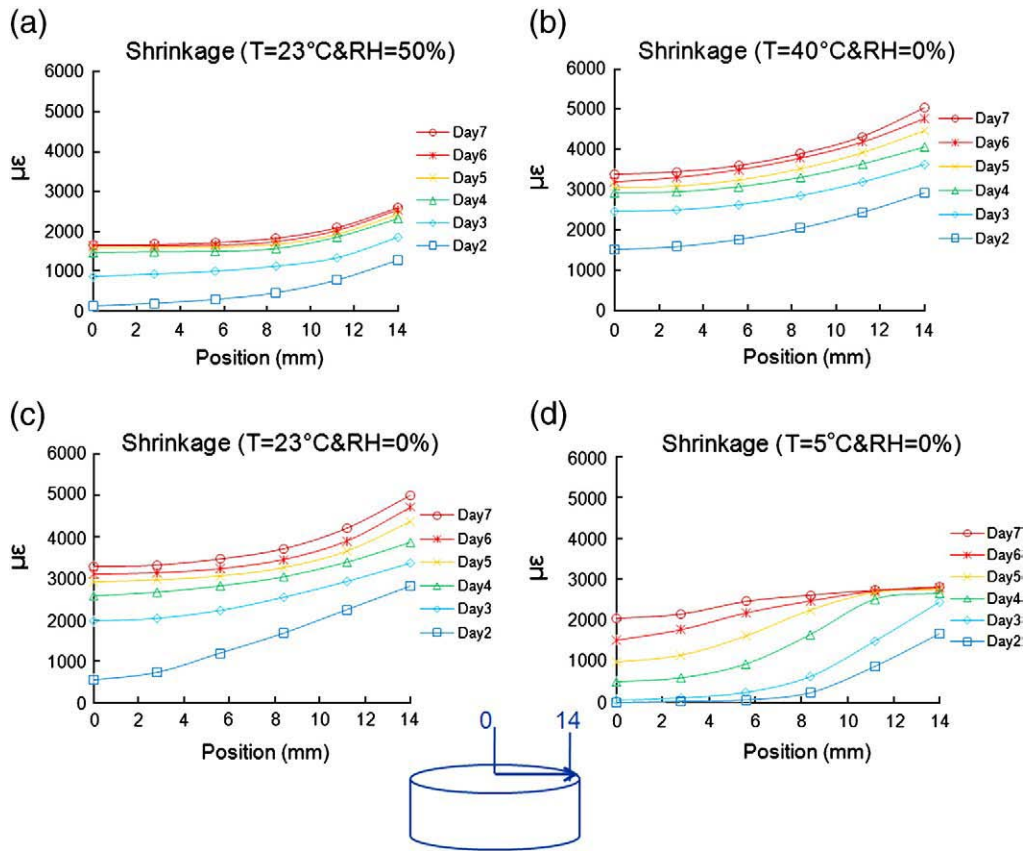 (a)
Shrinkage (T=23°C&RH=50%)
6000
5000
4000
3000
2000
1000
0
με
0 2 4 6 8 10 12 14
Position (mm)
Day7
Day6
Day5
Day4
Day3
Day2
(b)
Shrinkage (T=40°C&RH=0%)
6000
5000
4000
3000
2000
1000
0
με
0 2 4 6 8 10 12 14
Position (mm)
Day7
Day6
Day5
Day4
Day3
Day2
(c)
Shrinkage (T=23°C&RH=0%)
6000
5000
4000
3000
2000
1000
0
με
0 2 4 6 8 10 12 14
Position (mm)
Day7
Day6
Day5
Day4
Day3
Day2
(d)
Shrinkage (T=5°C&RH=0%)
6000
5000
4000
3000
2000
1000
0
με
0 2 4 6 8 10 12 14
Position (mm)
Day7
Day6
Day5
Day4
Day3
Day2
0 14